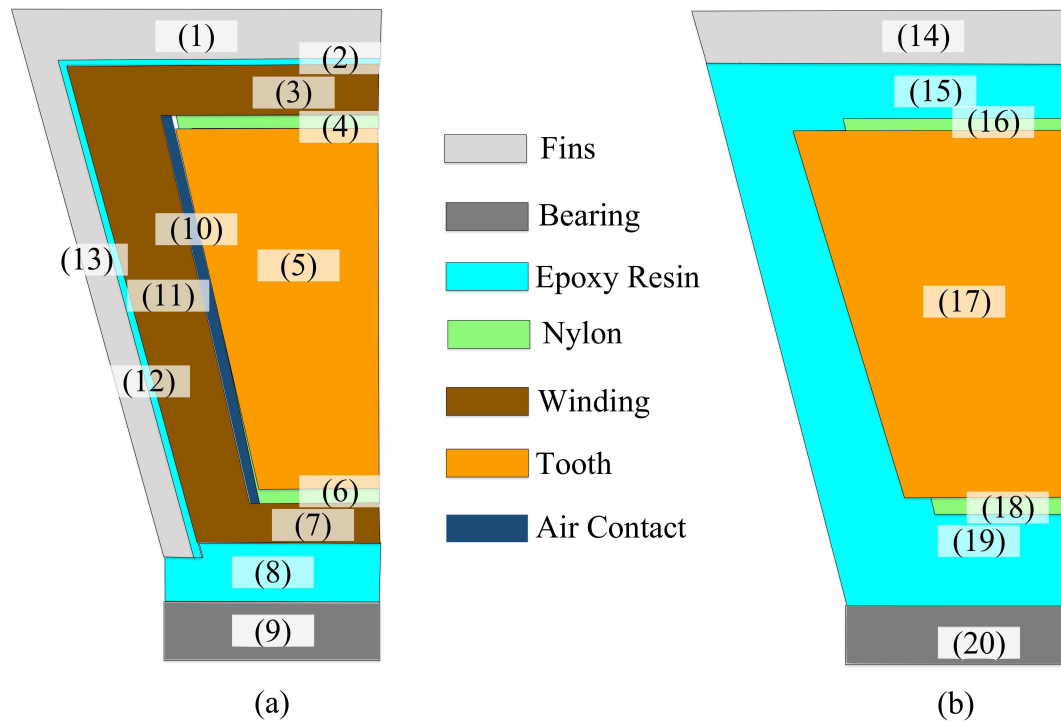 (1)
(2)
(3)
(4)
(10)
(5)
(13)
(11)
(12)
(6)
(7)
(8)
(9)
(a)
Fins
Bearing
Epoxy Resin
Nylon
Winding
Tooth
Air Contact
(14)
(15)
(16)
(17)
(18)
(19)
(20)
(b)